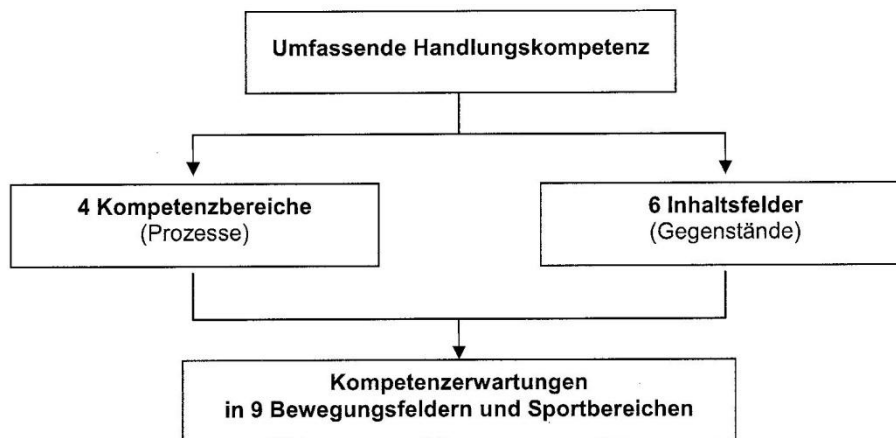 Umfassende Handlungskompetenz
4 Kompetenzbereiche
(Prozesse)
6 Inhaltsfelder
(Gegenstände)
Kompetenzerwartungen
in 9 Bewegungsfeldern und Sportbereichen